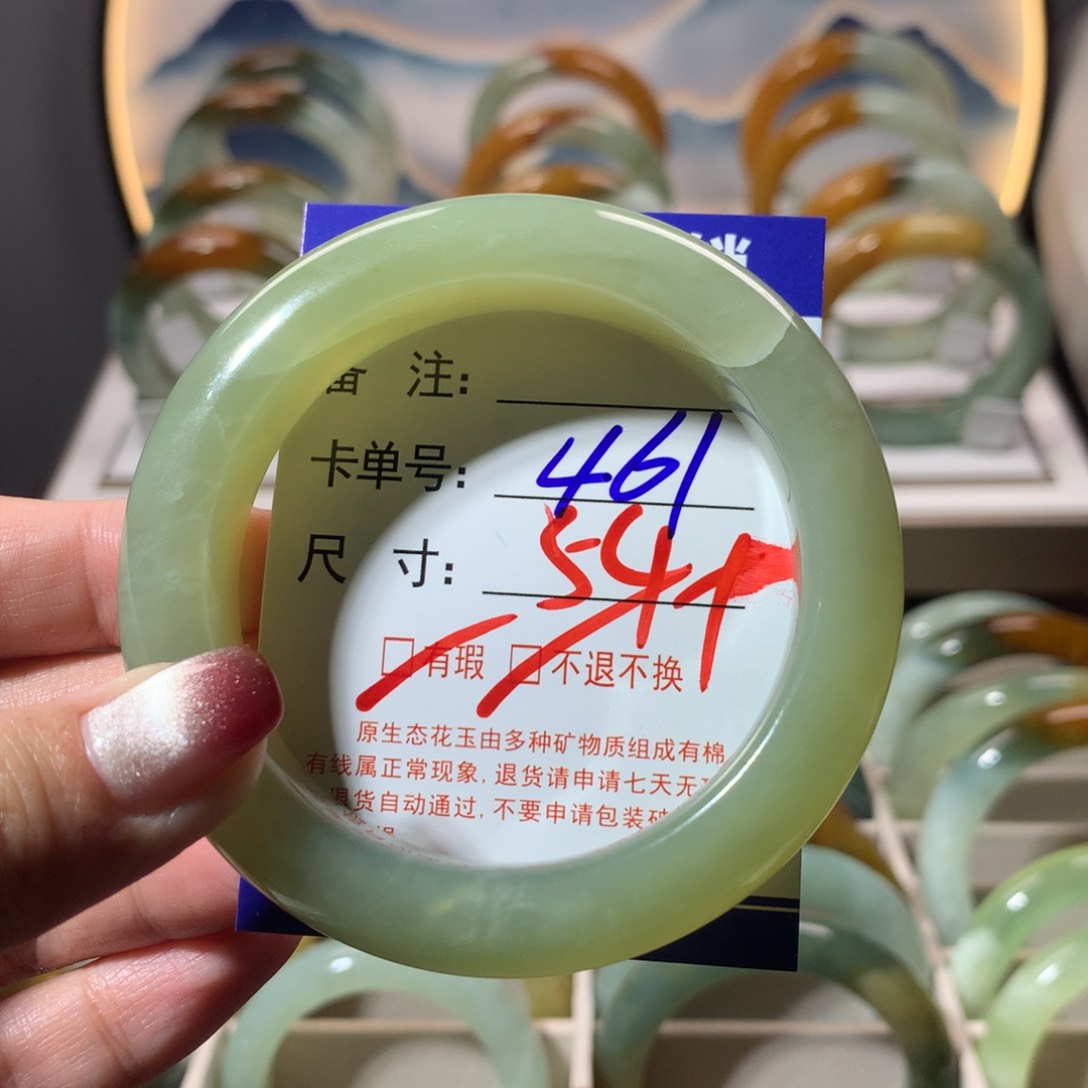 备 注:
卡单号: 461
尺 寸: 54
□有瑕 □不退不换
原生态花玉由多种矿物质组成有棉
有线属正常现象, 退货请申请七天无
退货自动通过, 不要申请包装破